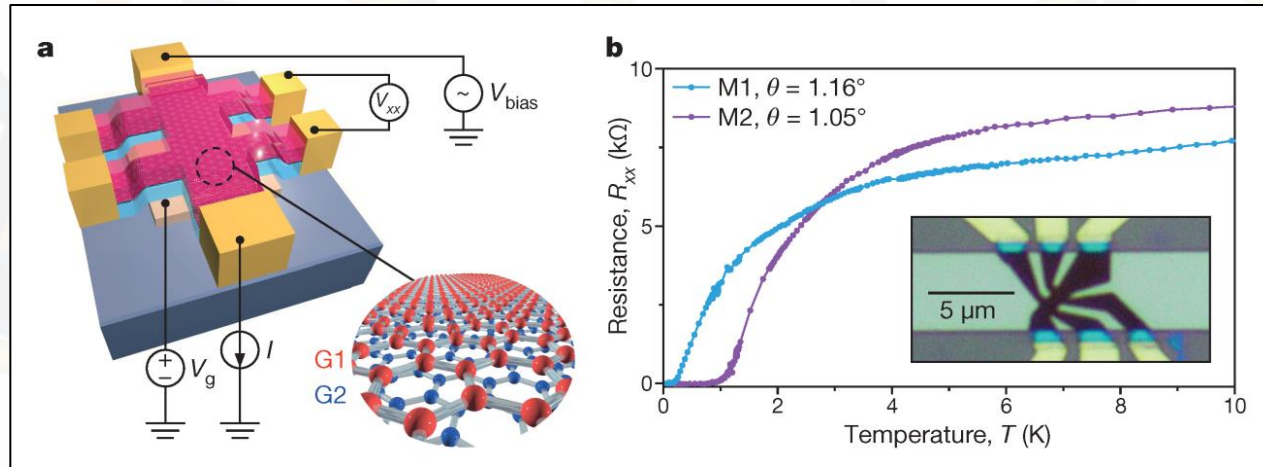 a
V_xx
~
V_bias
+
−
V_g
I
G1
G2
b
10
5
0
Resistance, R_xx (kΩ)
M1, θ = 1.16°
M2, θ = 1.05°
5 μm
0
2
4
6
8
10
Temperature, T (K)